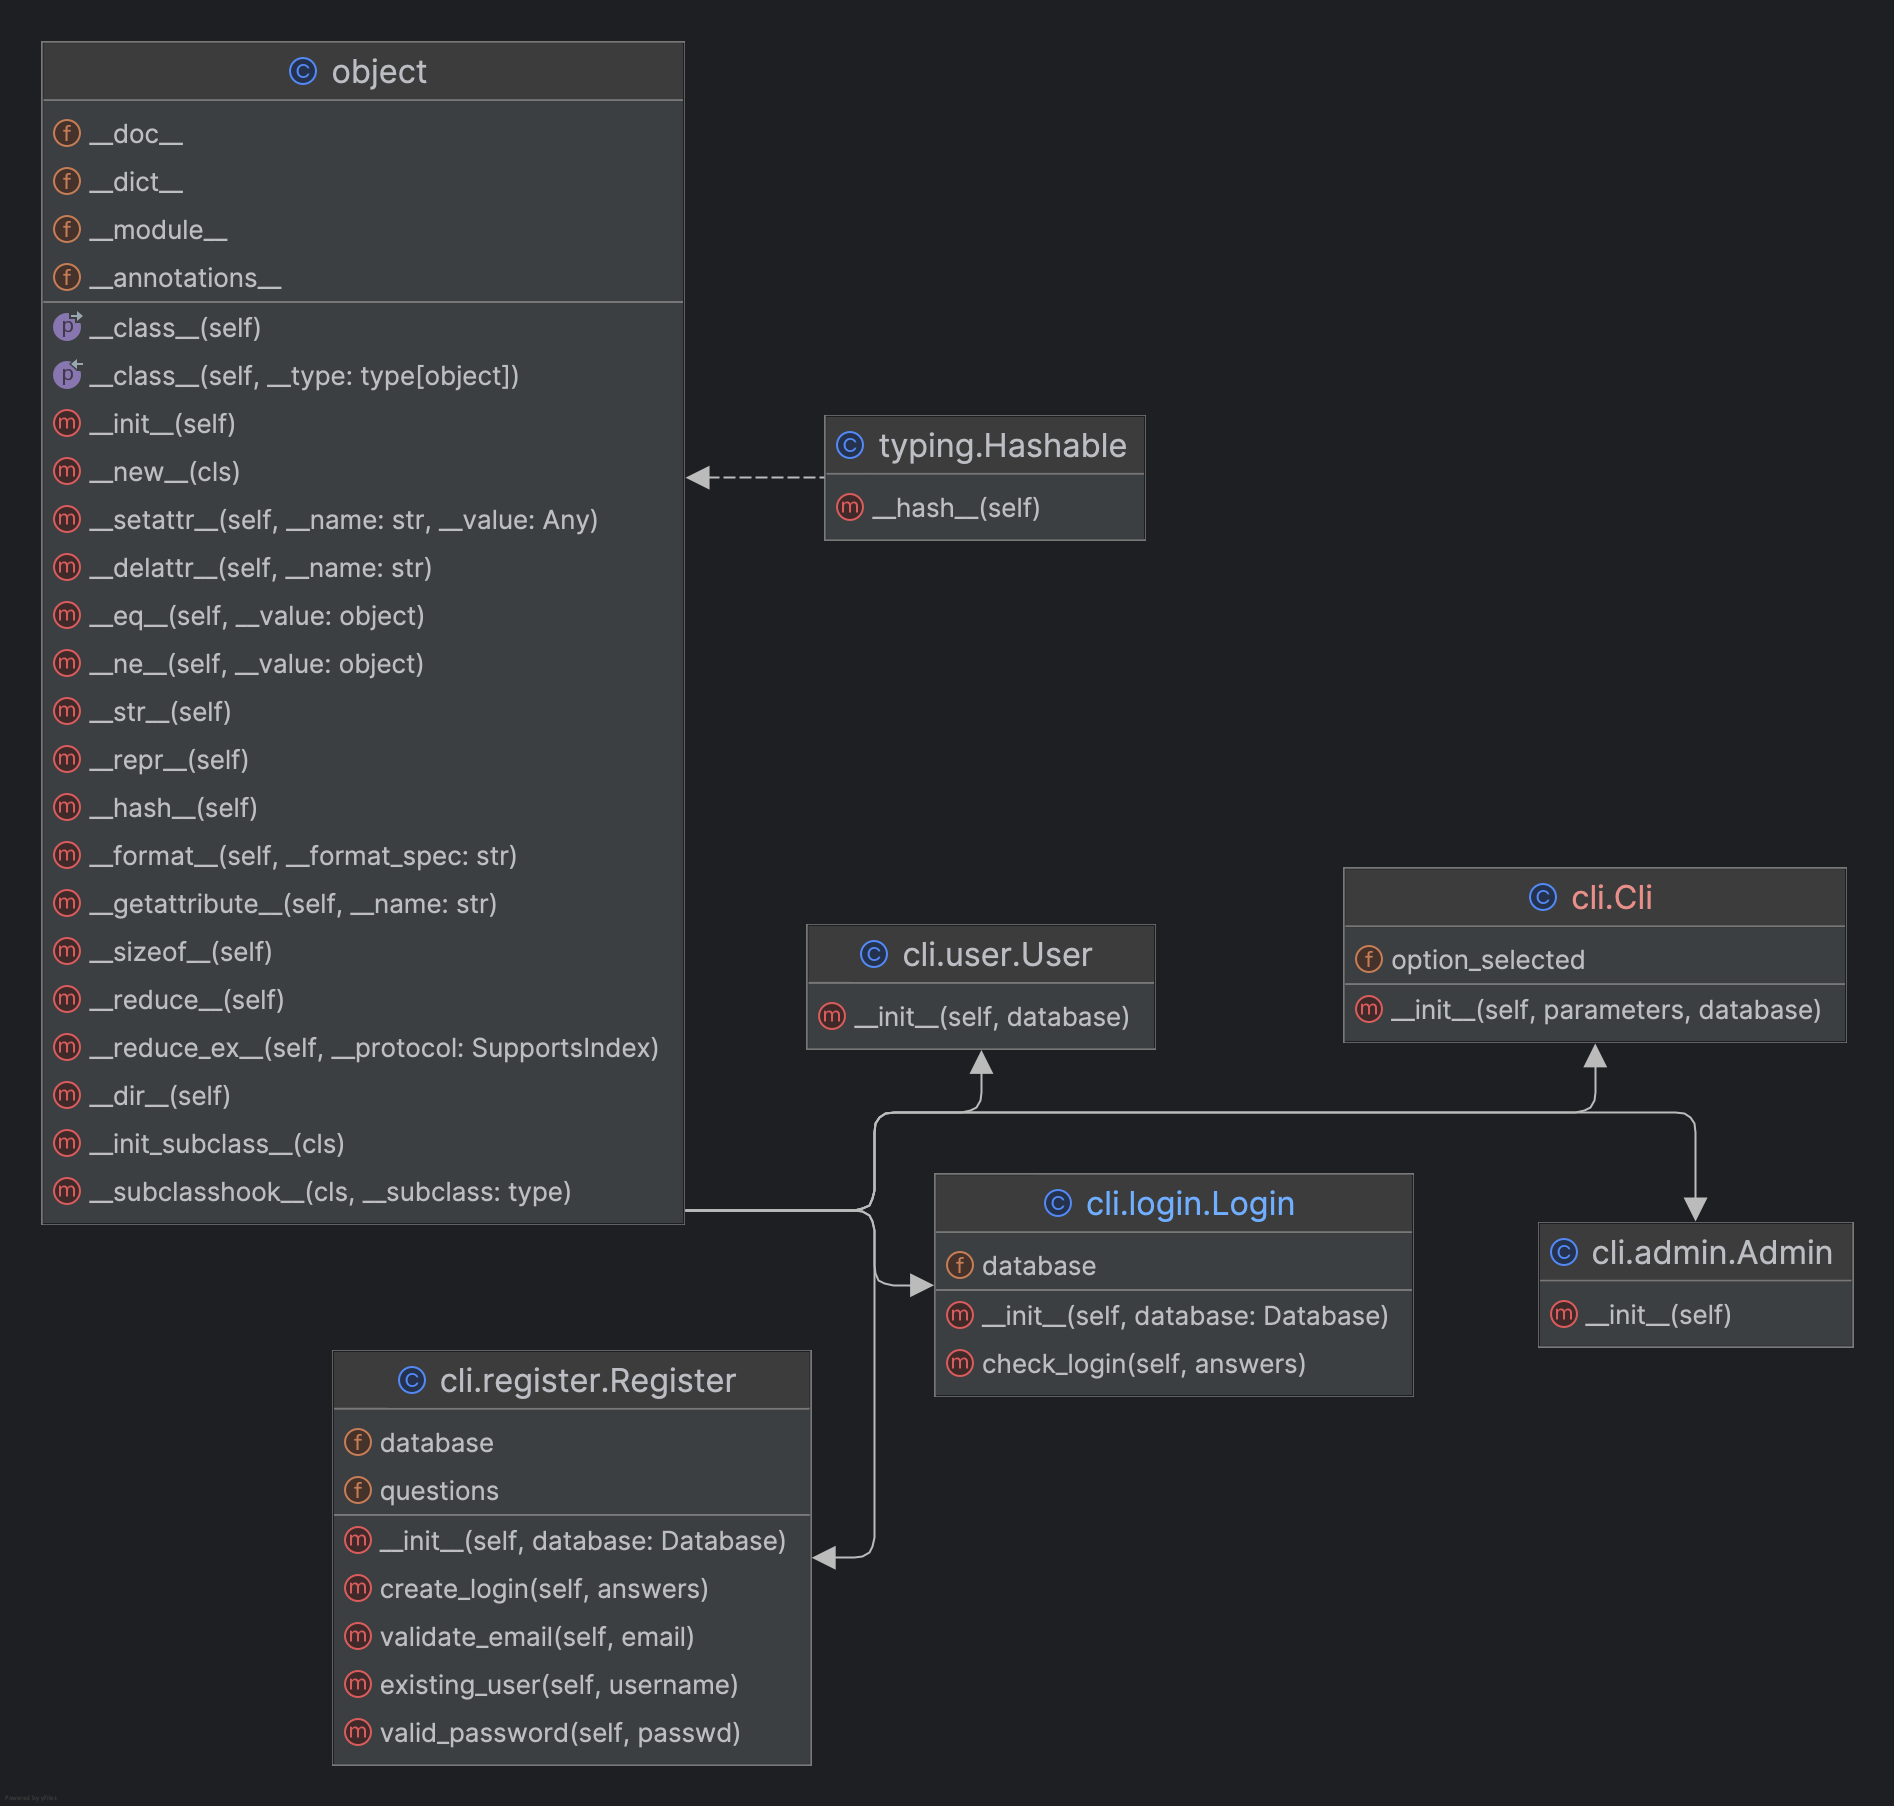 object
__doc__
__dict__
__module__
__annotations__
__class__(self)
__class__(self, __type: type[object])
__init__(self)
__new__(cls)
__setattr__(self, __name: str, __value: Any)
__delattr__(self, __name: str)
__eq__(self, __value: object)
__ne__(self, __value: object)
__str__(self)
__repr__(self)
__hash__(self)
__format__(self, __format_spec: str)
__getattribute__(self, __name: str)
__sizeof__(self)
__reduce__(self)
__reduce_ex__(self, __protocol: SupportsIndex)
__dir__(self)
__init_subclass__(cls)
__subclasshook__(cls, __subclass: type)
typing.Hashable
__hash__(self)
cli.user.User
__init__(self, database)
cli.Cli
option_selected
__init__(self, parameters, database)
cli.login.Login
database
__init__(self, database: Database)
check_login(self, answers)
cli.admin.Admin
__init__(self)
cli.register.Register
database
questions
__init__(self, database: Database)
create_login(self, answers)
validate_email(self, email)
existing_user(self, username)
valid_password(self, passwd)
Powered by yFiles